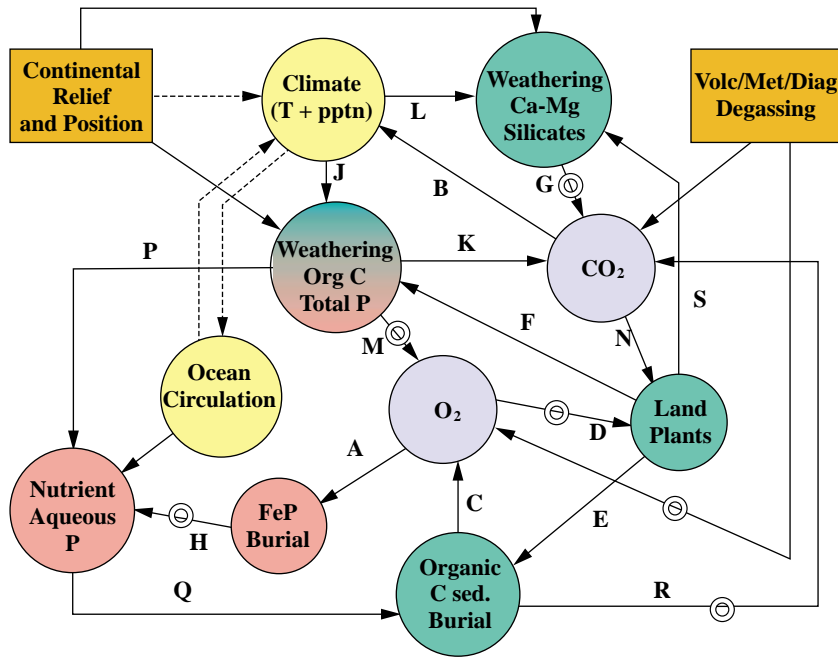 Continental
Relief
and Position
Climate
(T + pptn)
L
Weathering
Ca-Mg
Silicates
Volc/Met/Diag
Degassing
J
B
G
P
Weathering
Org C
Total P
K
CO₂
S
F
N
M
Ocean
Circulation
O₂
D
Land
Plants
A
Nutrient
Aqueous
P
H
FeP
Burial
C
E
Q
Organic
C sed.
Burial
R